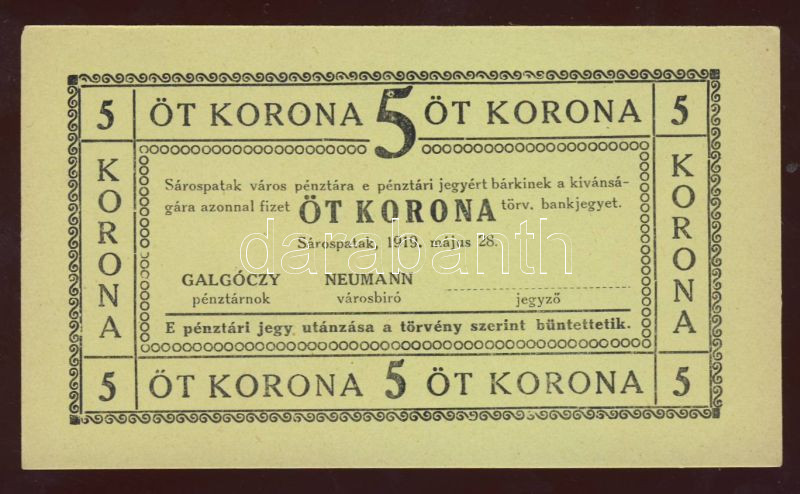 5 ÖT KORONA 5 ÖT KORONA 5
KORONA
Sárospatak város pénztára e pénztári jegyért bárkinek a kivánsá-
gára azonnal fizet ÖT KORONA törv. bankjegyet.
Sárospatak, 1919. május 28.
GALGÓCZY NEUMANN
pénztárnok városbiró jegyző
E pénztári jegy utánzása a törvény szerint büntettetik.
KORONA
5 ÖT KORONA 5 ÖT KORONA 5
darabanth